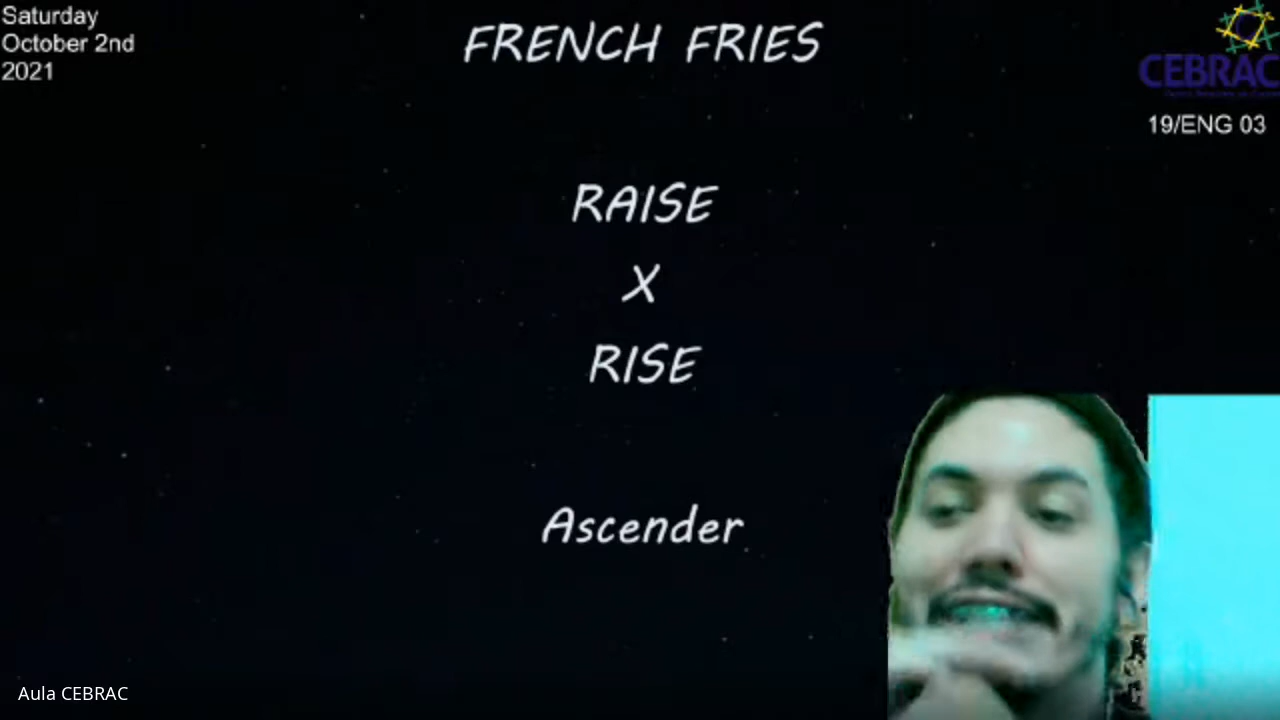 Saturday
October 2nd
2021
FRENCH FRIES
CEBRAC
19/ENG 03
RAISE
X
RISE
Ascender
Aula CEBRAC